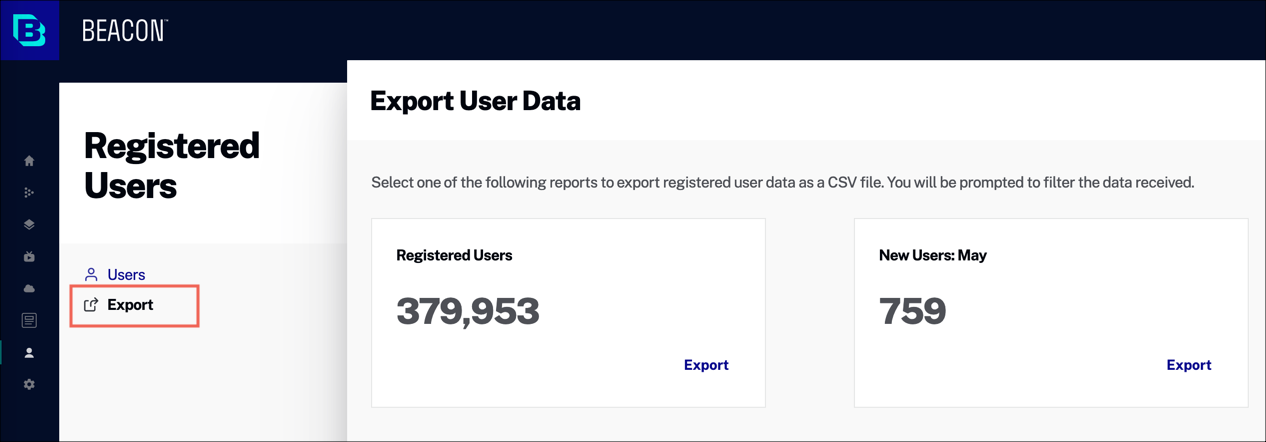 BEACON™
Registered
Users
Users
Export
Export User Data
Select one of the following reports to export registered user data as a CSV file. You will be prompted to filter the data received.
Registered Users
379,953
Export
New Users: May
759
Export